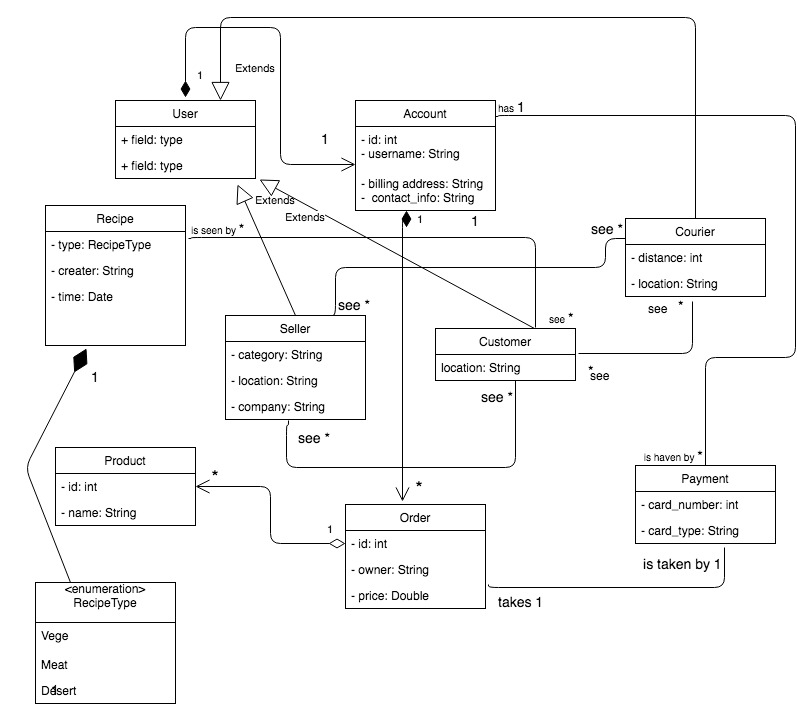 1
Extends
User
+ field: type
+ field: type
1
Account
- id: int
- username: String
- billing address: String
- contact_info: String
has 1
Extends
Extends
1
1
Recipe
- type: RecipeType
- creater: String
- time: Date
is seen by *
see *
Courier
- distance: int
- location: String
see *
see *
see *
Seller
- category: String
- location: String
- company: String
Customer
location: String
*
see
see *
see *
1
Product
- id: int
- name: String
*
*
is haven by *
Payment
- card_number: int
- card_type: String
1
Order
- id: int
- owner: String
- price: Double
is taken by 1
takes 1
<enumeration>
RecipeType
Vege
Meat